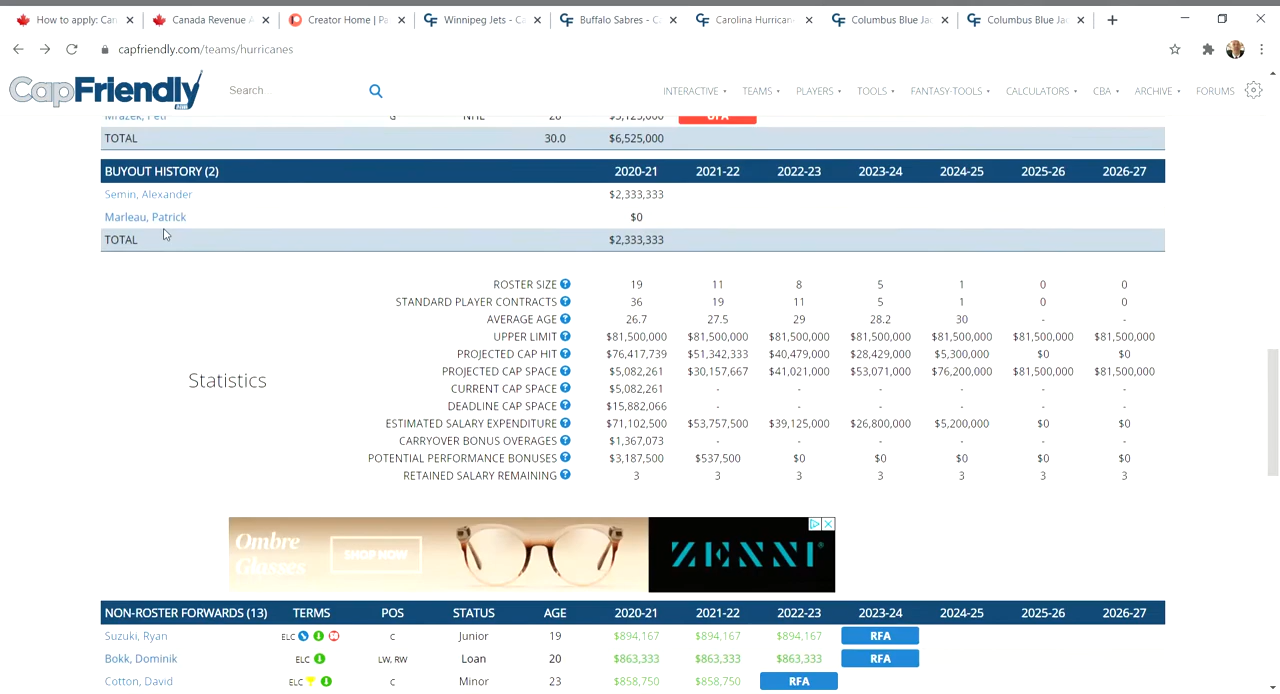 How to apply: Can
Canada Revenue A
Creator Home | Pa
Winnipeg Jets - Ca
Buffalo Sabres - C
Carolina Hurrican
Columbus Blue Ja
Columbus Blue Ja
capfriendly.com/teams/hurricanes
CapFriendly
Search...
INTERACTIVE TEAMS PLAYERS TOOLS FANTASY-TOOLS CALCULATORS CBA ARCHIVE FORUMS
Mrazek, Petr G NHL 28 $3,125,000 UFA
TOTAL 30.0 $6,525,000
BUYOUT HISTORY (2) 2020-21 2021-22 2022-23 2023-24 2024-25 2025-26 2026-27
Semin, Alexander $2,333,333
Marleau, Patrick $0
TOTAL $2,333,333
Statistics
ROSTER SIZE ? 19 11 8 5 1 0 0
STANDARD PLAYER CONTRACTS ? 36 19 11 5 1 0 0
AVERAGE AGE ? 26.7 27.5 29 28.2 30 - -
UPPER LIMIT ? $81,500,000 $81,500,000 $81,500,000 $81,500,000 $81,500,000 $81,500,000 $81,500,000
PROJECTED CAP HIT ? $76,417,739 $51,342,333 $40,479,000 $28,429,000 $5,300,000 $0 $0
PROJECTED CAP SPACE ? $5,082,261 $30,157,667 $41,021,000 $53,071,000 $76,200,000 $81,500,000 $81,500,000
CURRENT CAP SPACE ? $5,082,261 - - - - - -
DEADLINE CAP SPACE ? $15,882,066 - - - - - -
ESTIMATED SALARY EXPENDITURE ? $71,102,500 $53,757,500 $39,125,000 $26,800,000 $5,200,000 $0 $0
CARRYOVER BONUS OVERAGES ? $1,367,073 - - - - - -
POTENTIAL PERFORMANCE BONUSES ? $3,187,500 $537,500 $0 $0 $0 $0 $0
RETAINED SALARY REMAINING ? 3 3 3 3 3 3 3
Ombre
Glasses
SHOP NOW
ZENNI
NON-ROSTER FORWARDS (13) TERMS POS STATUS AGE 2020-21 2021-22 2022-23 2023-24 2024-25 2025-26 2026-27
Suzuki, Ryan ELC C Junior 19 $894,167 $894,167 $894,167 RFA
Bokk, Dominik ELC LW, RW Loan 20 $863,333 $863,333 $863,333 RFA
Cotton, David ELC C Minor 23 $858,750 $858,750 RFA